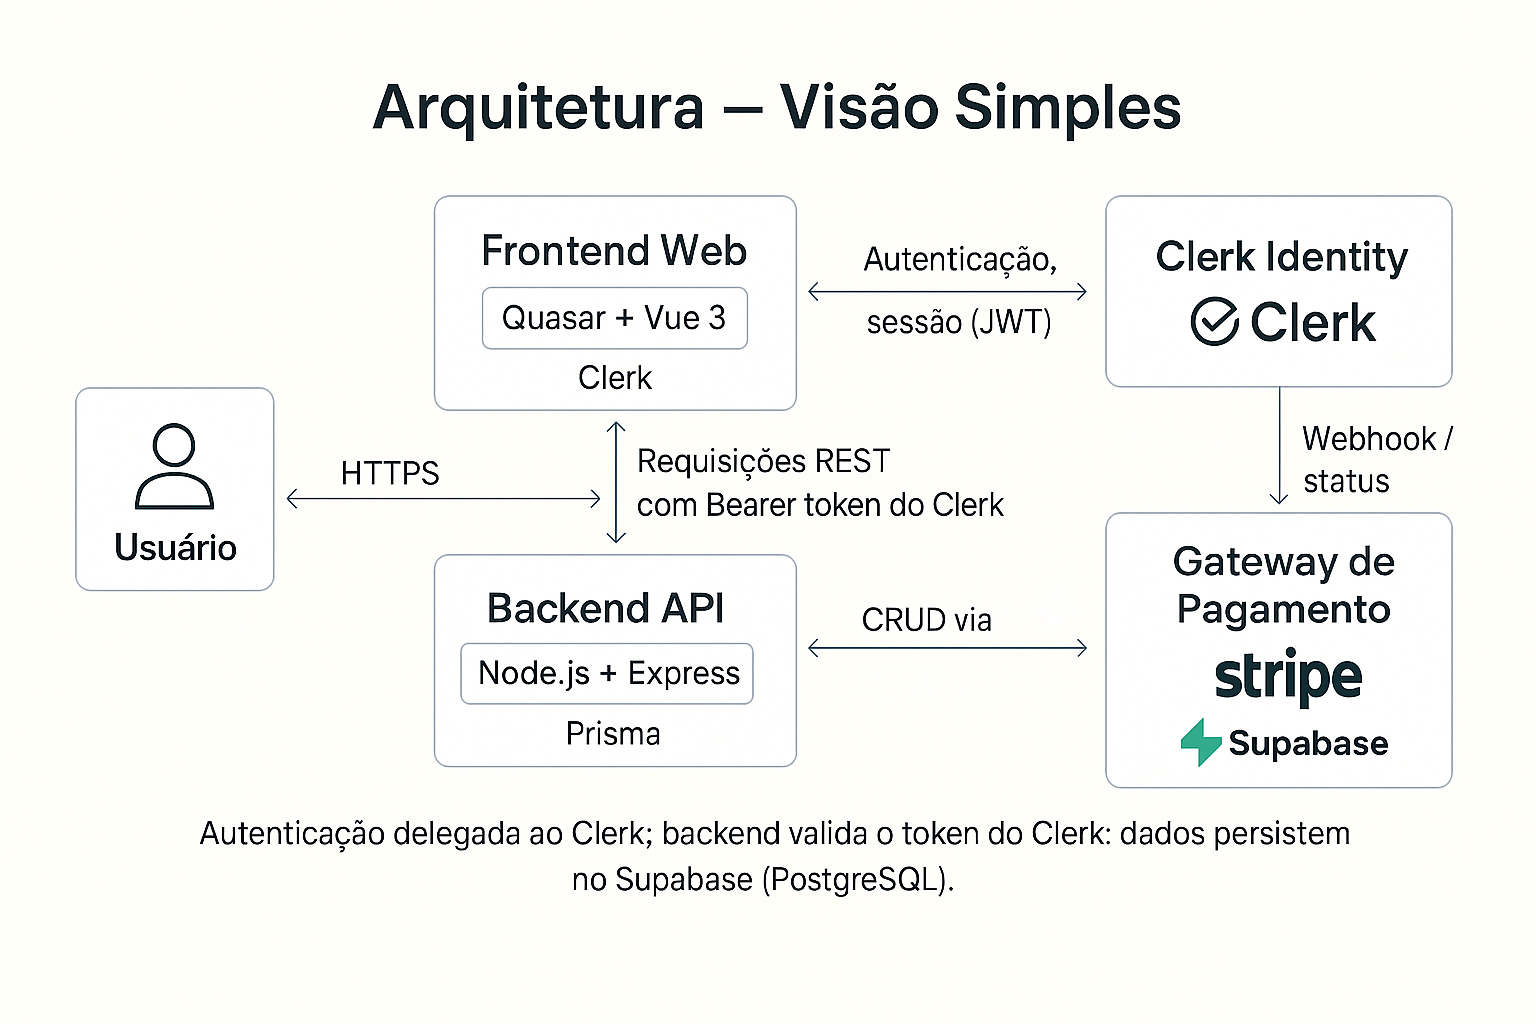 Arquitetura — Visão Simples
Frontend Web
Quasar + Vue 3
Clerk
Autenticação,
sessão (JWT)
Clerk Identity
Clerk
Usuário
HTTPS
Requisições REST
com Bearer token do Clerk
Webhook /
status
Backend API
Node.js + Express
Prisma
CRUD via
Gateway de
Pagamento
stripe
Supabase
Autenticação delegada ao Clerk; backend valida o token do Clerk: dados persistem
no Supabase (PostgreSQL).